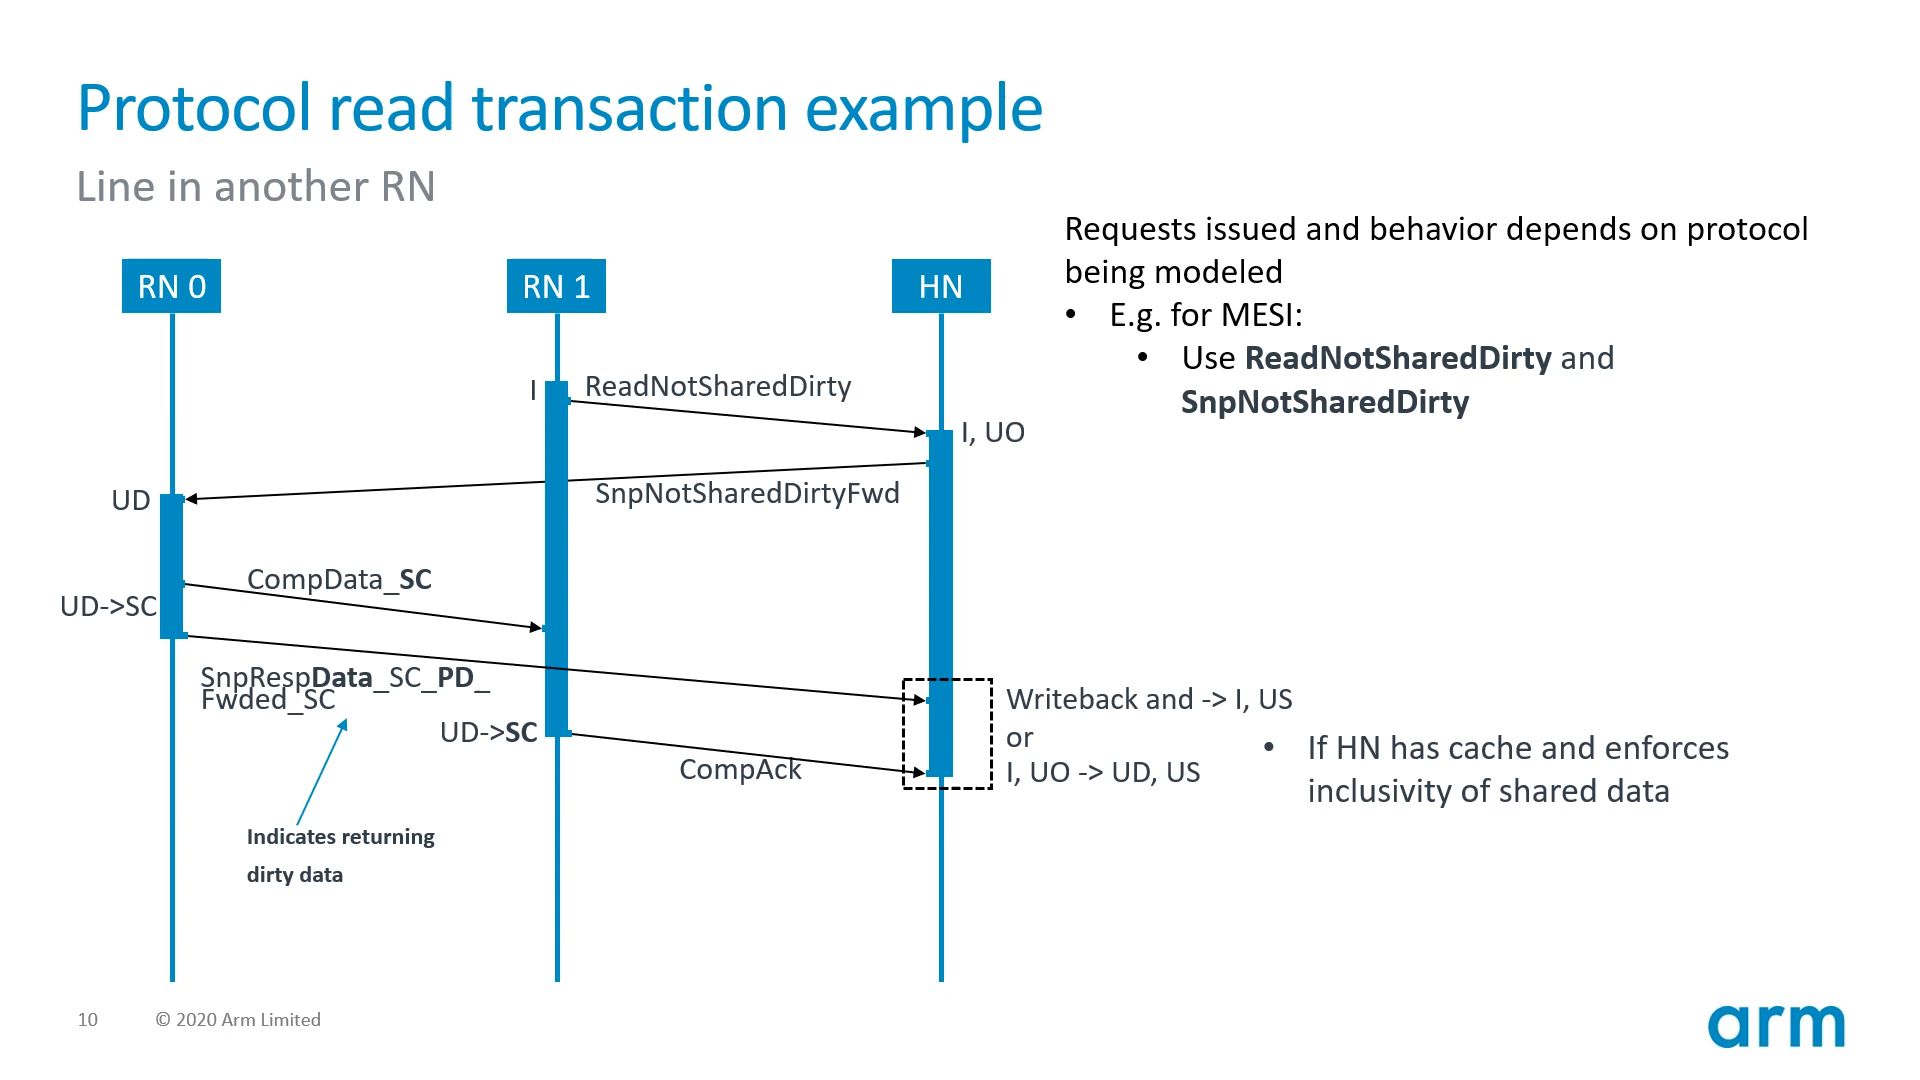 Protocol read transaction example
Line in another RN
Requests issued and behavior depends on protocol
being modeled
• E.g. for MESI:
• Use ReadNotSharedDirty and
SnpNotSharedDirty
RN 0
RN 1
HN
I
ReadNotSharedDirty
I, UO
SnpNotSharedDirtyFwd
UD
CompData_SC
UD->SC
SnpRespData_SC_PD_
Fwded_SC
UD->SC
CompAck
Writeback and -> I, US
or
I, UO -> UD, US
• If HN has cache and enforces
inclusivity of shared data
Indicates returning
dirty data
10
© 2020 Arm Limited
arm